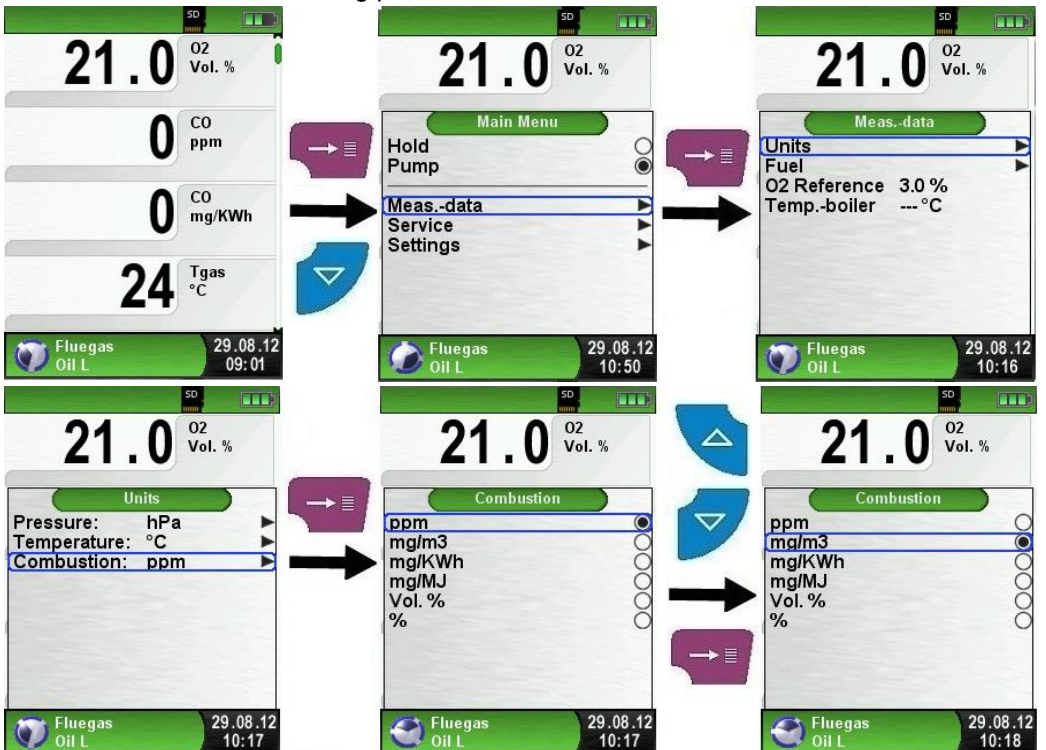 SD
21.0 O2
Vol. %
0 CO
ppm
0 CO
mg/KWh
24 Tgas
°C
Fluegas 29.08.12
Oil L 09:01
SD
21.0 O2
Vol. %
Main Menu
Hold
Pump
Meas.-data
Service
Settings
Fluegas 29.08.12
Oil L 10:50
SD
21.0 O2
Vol. %
Meas.-data
Units
Fuel
O2 Reference 3.0 %
Temp.-boiler --- °C
Fluegas 29.08.12
Oil L 10:16
SD
21.0 O2
Vol. %
Units
Pressure: hPa
Temperature: °C
Combustion: ppm
Fluegas 29.08.12
Oil L 10:17
SD
21.0 O2
Vol. %
Combustion
ppm
mg/m3
mg/KWh
mg/MJ
Vol. %
%
Fluegas 29.08.12
Oil L 10:17
SD
21.0 O2
Vol. %
Combustion
ppm
mg/m3
mg/KWh
mg/MJ
Vol. %
%
Fluegas 29.08.12
Oil L 10:18